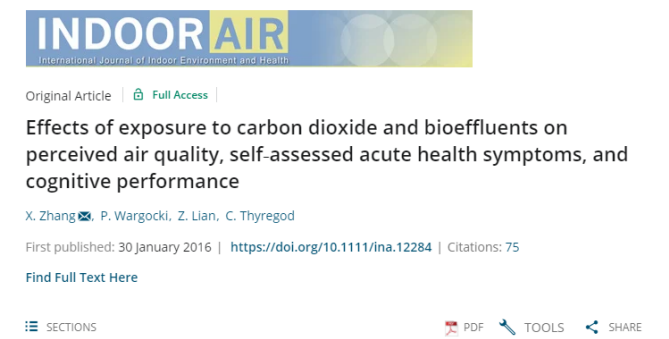 INDOOR AIR
International Journal of Indoor Environment and Health
Original Article Full Access
Effects of exposure to carbon dioxide and bioeffluents on
perceived air quality, self-assessed acute health symptoms, and
cognitive performance
X. Zhang, P. Wargocki, Z. Lian, C. Thyregod
First published: 30 January 2016 | https://doi.org/10.1111/ina.12284 | Citations: 75
Find Full Text Here
SECTIONS PDF TOOLS SHARE